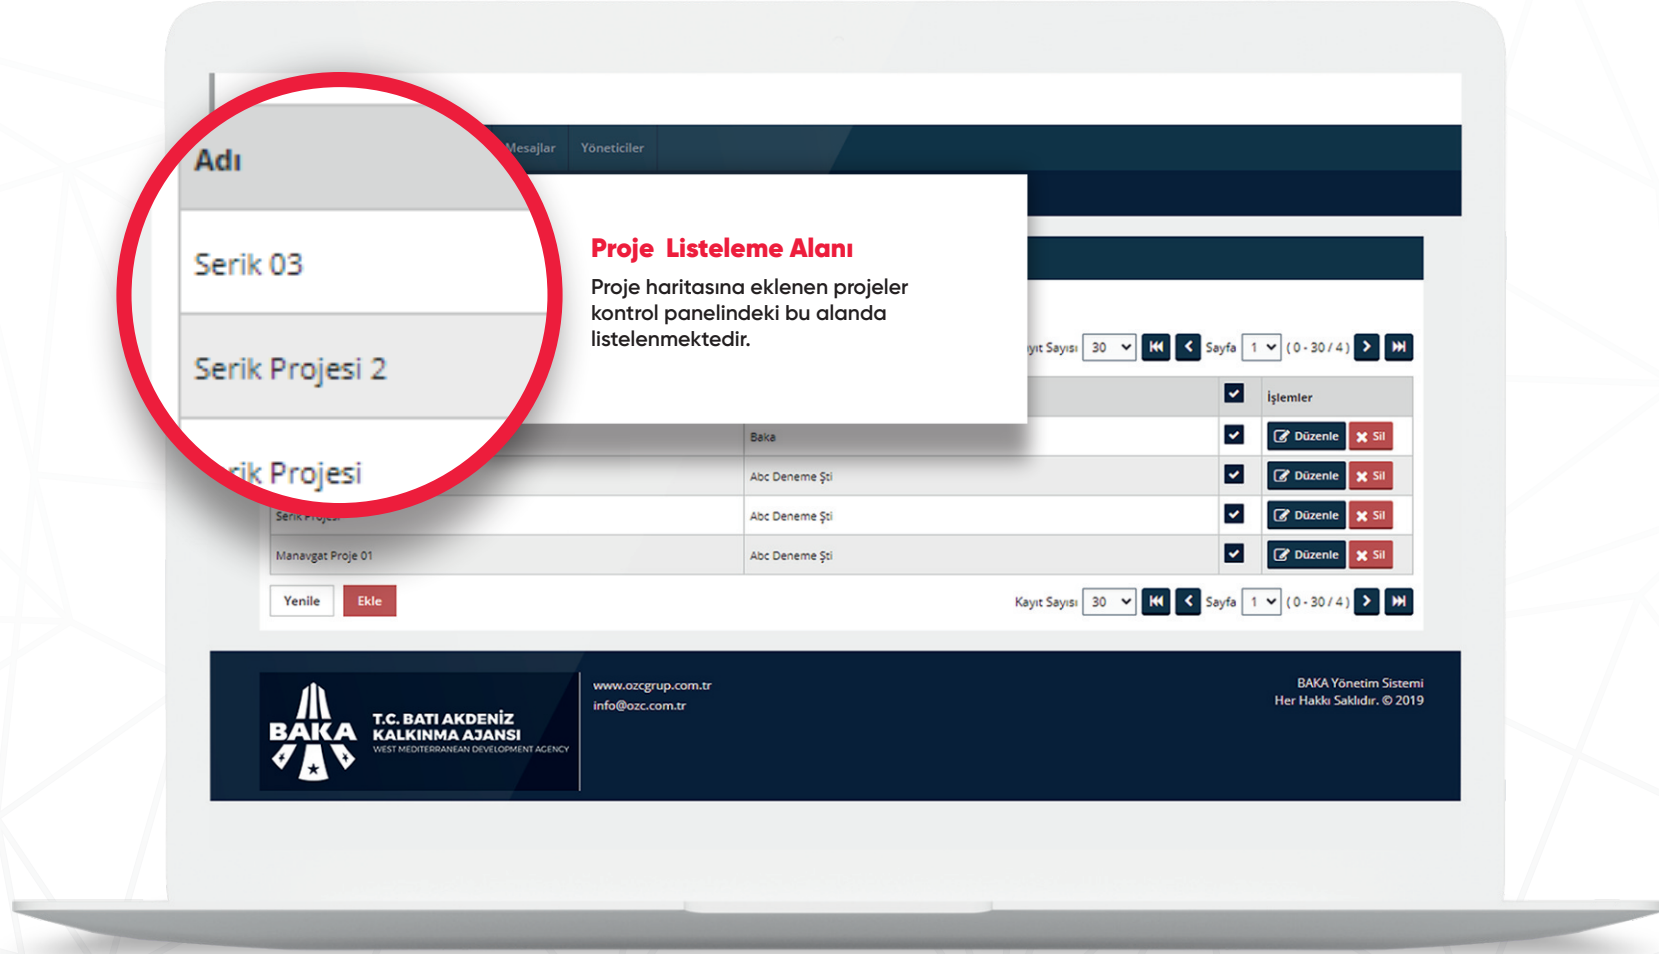 Mesajlar Yöneticiler
Adı
Serik 03
Serik Projesi 2
Projesi
Proje Listeleme Alanı
Proje haritasına eklenen projeler
kontrol panelindeki bu alanda
listelenmektedir.
Sayısı 30 Sayfa 1 ( 0 - 30 / 4 )
İşlemler
Baka Düzenle Sil
Abc Deneme Şti Düzenle Sil
Serik Projesi Abc Deneme Şti Düzenle Sil
Manavgat Proje 01 Abc Deneme Şti Düzenle Sil
Yenile Ekle Kayıt Sayısı 30 Sayfa 1 ( 0 - 30 / 4 )
BAKA
T.C. BATI AKDENİZ
KALKINMA AJANSI
WEST MEDITERRANEAN DEVELOPMENT AGENCY
www.ozcgrup.com.tr
info@ozc.com.tr
BAKA Yönetim Sistemi
Her Hakkı Saklıdır. © 2019